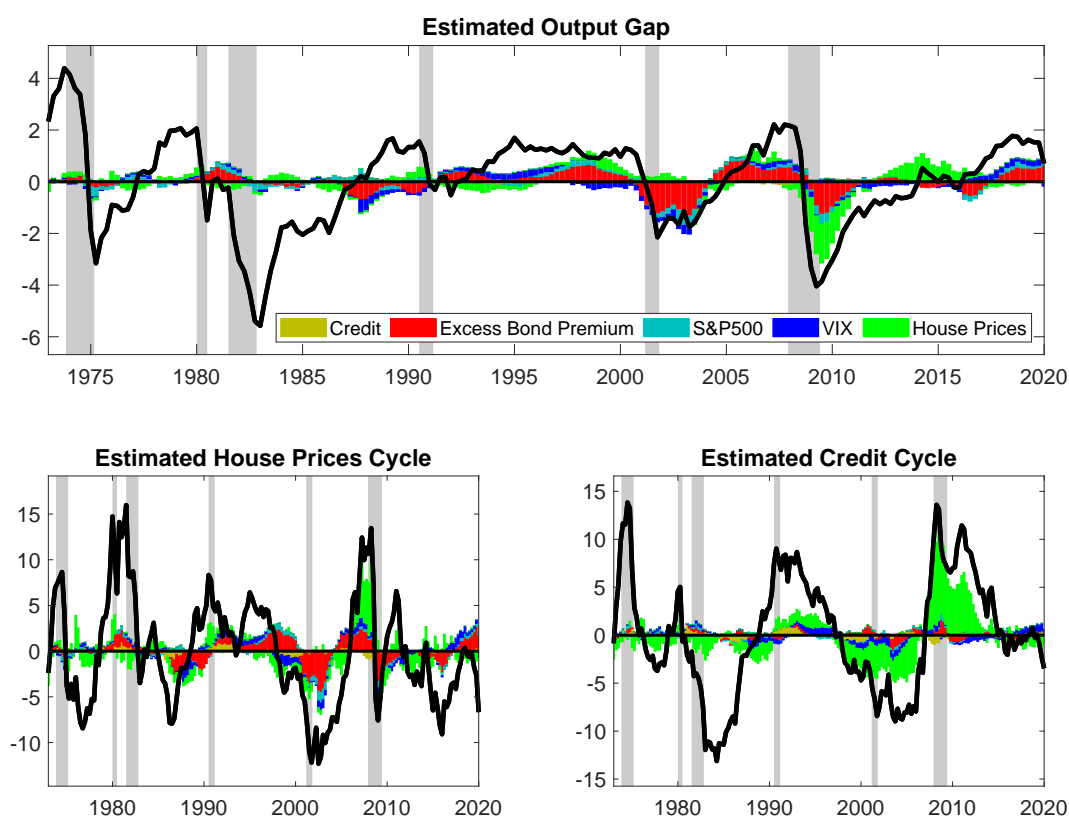 Estimated Output Gap
4
2
0
-2
-4
-6
Credit Excess Bond Premium S&P500 VIX House Prices
1975 1980 1985 1990 1995 2000 2005 2010 2015 2020
Estimated House Prices Cycle
15
10
5
0
-5
-10
1980 1990 2000 2010 2020
Estimated Credit Cycle
15
10
5
0
-5
-10
-15
1980 1990 2000 2010 2020